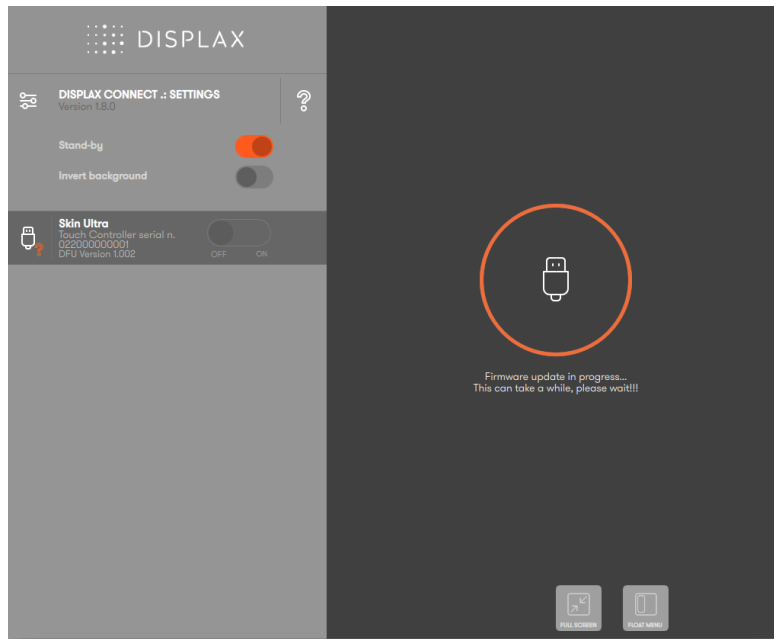 DISPLAX
DISPLAX CONNECT .: SETTINGS
Version 1.8.0
Stand-by
Invert background
Skin Ultra
Touch Controller serial n.
022000000001
DFU Version 1.002
OFF ON
Firmware update in progress...
This can take a while, please wait!!!
FULL SCREEN
FLOAT MENU